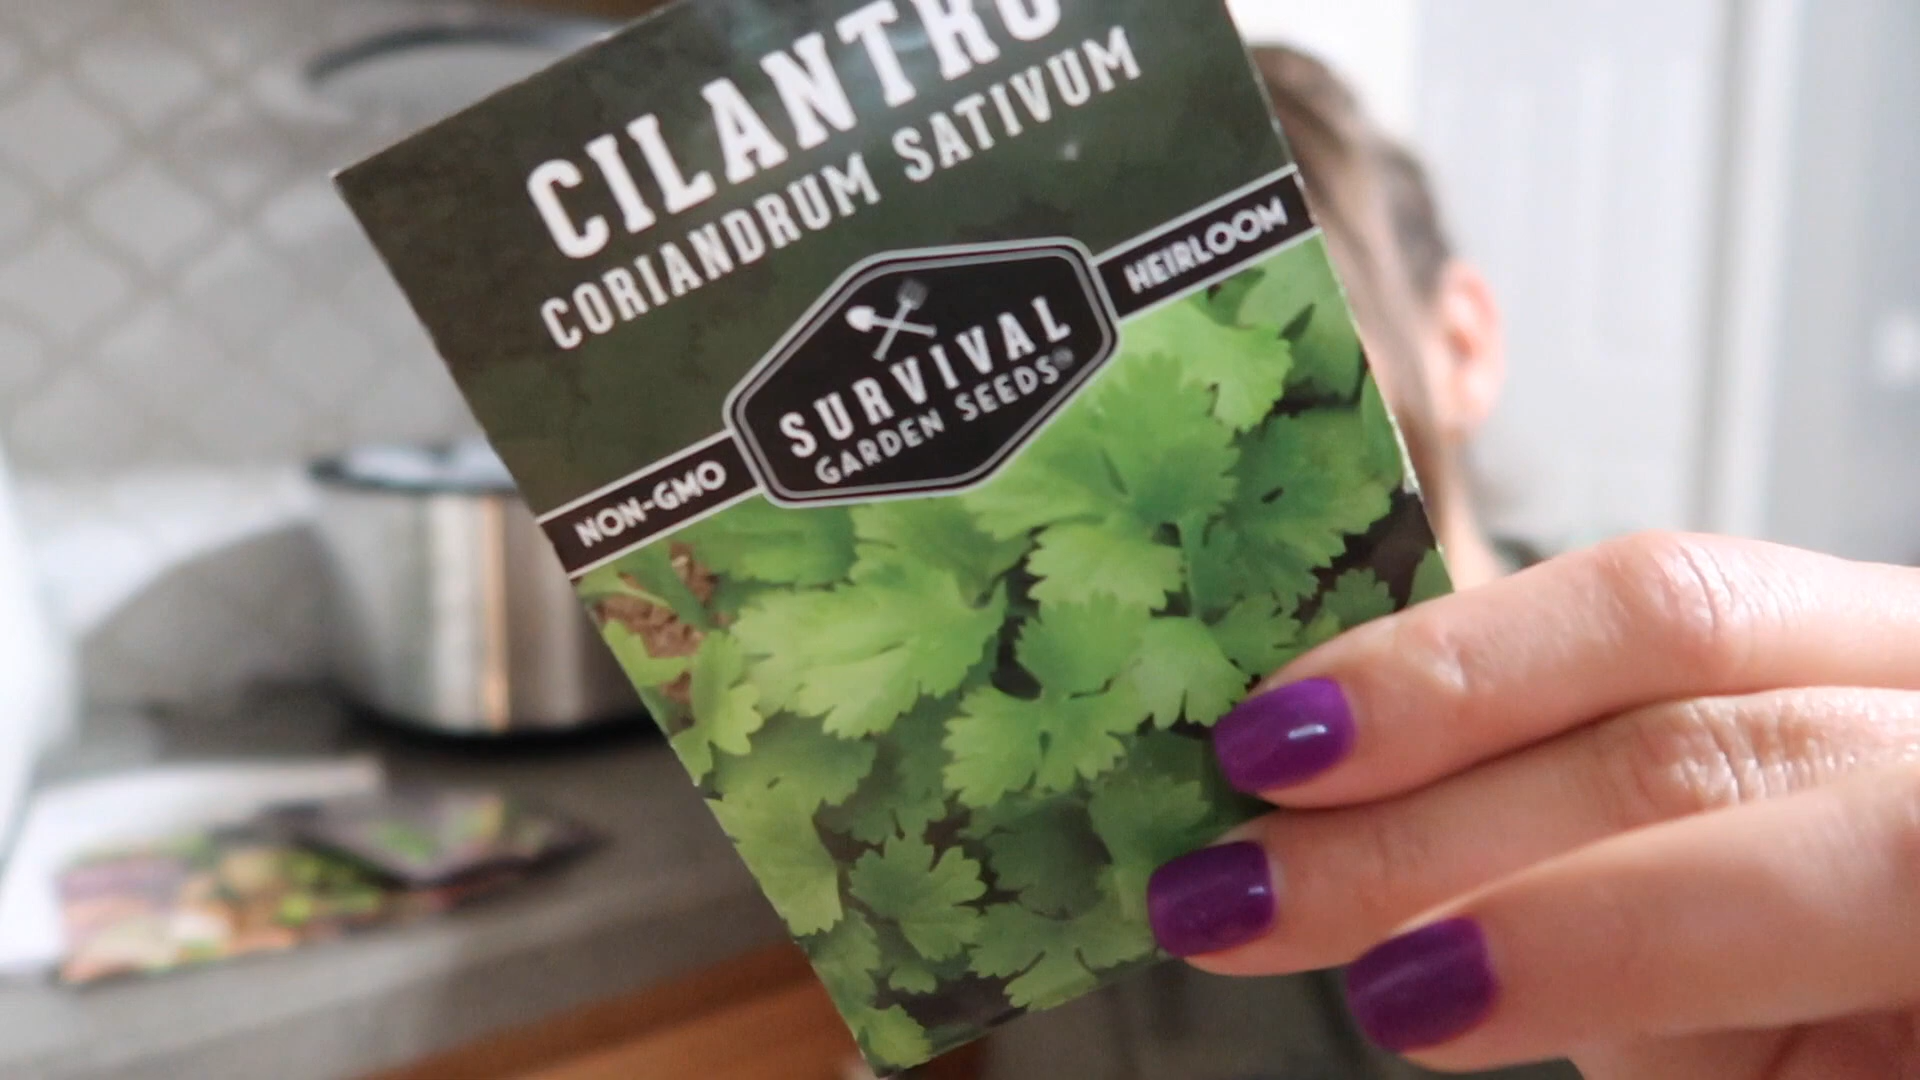 CILANTRO
CORIANDRUM SATIVUM
HEIRLOOM
SURVIVAL
GARDEN SEEDS®
NON-GMO